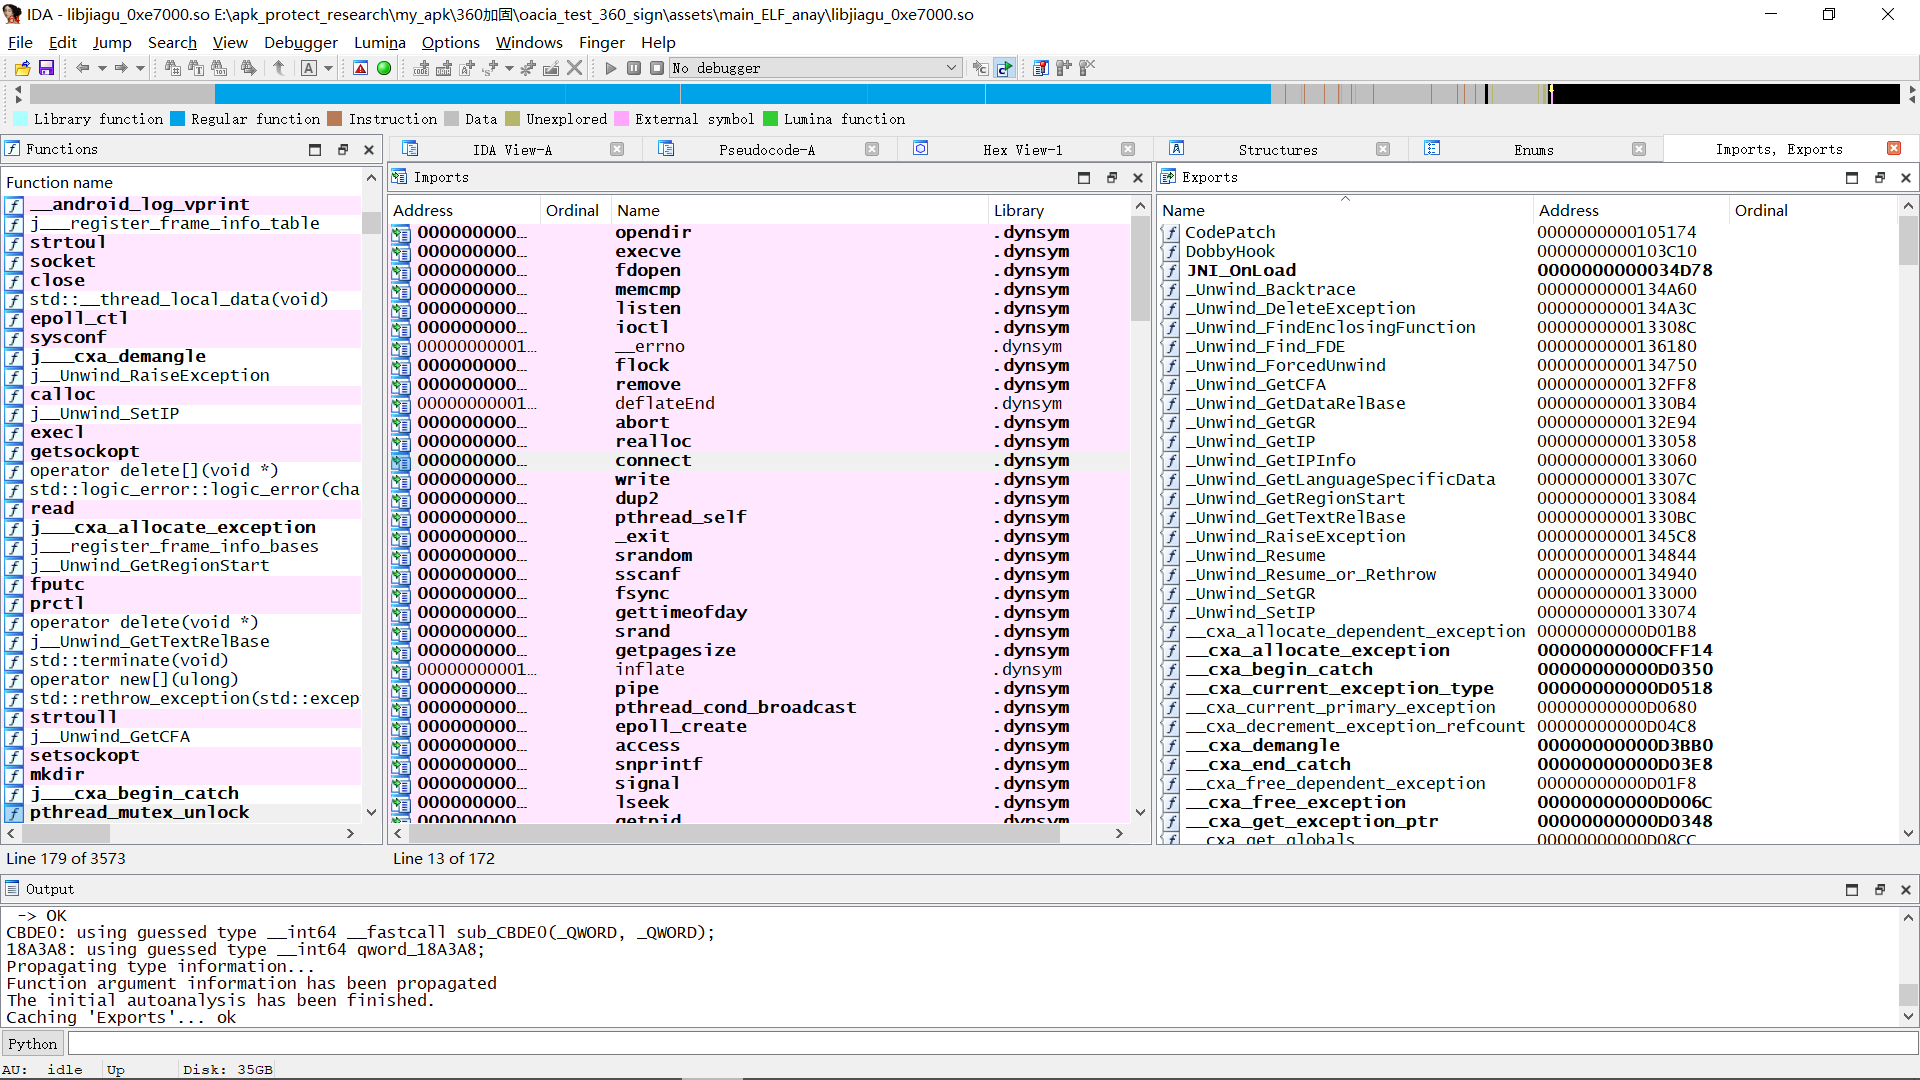 IDA - libjiagu_0xe7000.so E:\apk_protect_research\my_apk\360加固\oacia_test_360_sign\assets\main_ELF_anay\libjiagu_0xe7000.so
File Edit Jump Search View Debugger Lumina Options Windows Finger Help
No debugger
Library function Regular function Instruction Data Unexplored External symbol Lumina function
Functions
Function name
__android_log_vprint
j___register_frame_info_table
strtoul
socket
close
std::__thread_local_data(void)
epoll_ctl
sysconf
j___cxa_demangle
j__Unwind_RaiseException
calloc
j__Unwind_SetIP
execl
getsockopt
operator delete[](void *)
std::logic_error::logic_error(cha
read
j___cxa_allocate_exception
j___register_frame_info_bases
j__Unwind_GetRegionStart
fputc
prctl
operator delete(void *)
j__Unwind_GetTextRelBase
std::terminate(void)
operator new[](ulong)
std::rethrow_exception(std::excep
strtoull
j__Unwind_GetCFA
setsockopt
mkdir
j___cxa_begin_catch
pthread_mutex_unlock
Line 179 of 3573
IDA View-A Pseudocode-A Hex View-1 Structures Enums Imports, Exports
Imports
Address Ordinal Name Library
000000000... opendir .dynsym
000000000... execve .dynsym
000000000... fdopen .dynsym
000000000... memcmp .dynsym
000000000... listen .dynsym
000000000... ioctl .dynsym
00000000001... __errno .dynsym
000000000... flock .dynsym
000000000... remove .dynsym
00000000001... deflateEnd .dynsym
000000000... abort .dynsym
000000000... realloc .dynsym
000000000... connect .dynsym
000000000... write .dynsym
000000000... dup2 .dynsym
000000000... pthread_self .dynsym
000000000... _exit .dynsym
000000000... srandom .dynsym
000000000... sscanf .dynsym
000000000... fsync .dynsym
000000000... gettimeofday .dynsym
000000000... srand .dynsym
000000000... getpagesize .dynsym
00000000001... inflate .dynsym
000000000... pipe .dynsym
000000000... pthread_cond_broadcast .dynsym
000000000... epoll_create .dynsym
000000000... access .dynsym
000000000... snprintf .dynsym
000000000... signal .dynsym
000000000... lseek .dynsym
000000000... getpid .dynsym
Line 13 of 172
Exports
Name Address Ordinal
CodePatch 0000000000105174
DobbyHook 0000000000103C10
JNI_OnLoad 0000000000034D78
_Unwind_Backtrace 0000000000134A60
_Unwind_DeleteException 0000000000134A3C
_Unwind_FindEnclosingFunction 000000000013308C
_Unwind_Find_FDE 0000000000136180
_Unwind_ForcedUnwind 0000000000134750
_Unwind_GetCFA 0000000000132FF8
_Unwind_GetDataRelBase 00000000001330B4
_Unwind_GetGR 0000000000132E94
_Unwind_GetIP 0000000000133058
_Unwind_GetIPInfo 0000000000133060
_Unwind_GetLanguageSpecificData 000000000013307C
_Unwind_GetRegionStart 0000000000133084
_Unwind_GetTextRelBase 00000000001330BC
_Unwind_RaiseException 00000000001345C8
_Unwind_Resume 0000000000134844
_Unwind_Resume_or_Rethrow 0000000000134940
_Unwind_SetGR 0000000000133000
_Unwind_SetIP 0000000000133074
__cxa_allocate_dependent_exception 00000000000D01B8
__cxa_allocate_exception 00000000000CFF14
__cxa_begin_catch 00000000000D0350
__cxa_current_exception_type 00000000000D0518
__cxa_current_primary_exception 00000000000D0680
__cxa_decrement_exception_refcount 00000000000D04C8
__cxa_demangle 00000000000D3BB0
__cxa_end_catch 00000000000D03E8
__cxa_free_dependent_exception 00000000000D01F8
__cxa_free_exception 00000000000D006C
__cxa_get_exception_ptr 00000000000D0348
__cxa_get_globals 00000000000D08CC
Output
-> OK
CBDE0: using guessed type __int64 __fastcall sub_CBDE0(_QWORD, _QWORD);
18A3A8: using guessed type __int64 qword_18A3A8;
Propagating type information...
Function argument information has been propagated
The initial autoanalysis has been finished.
Caching 'Exports'... ok
Python
AU: idle Up Disk: 35GB